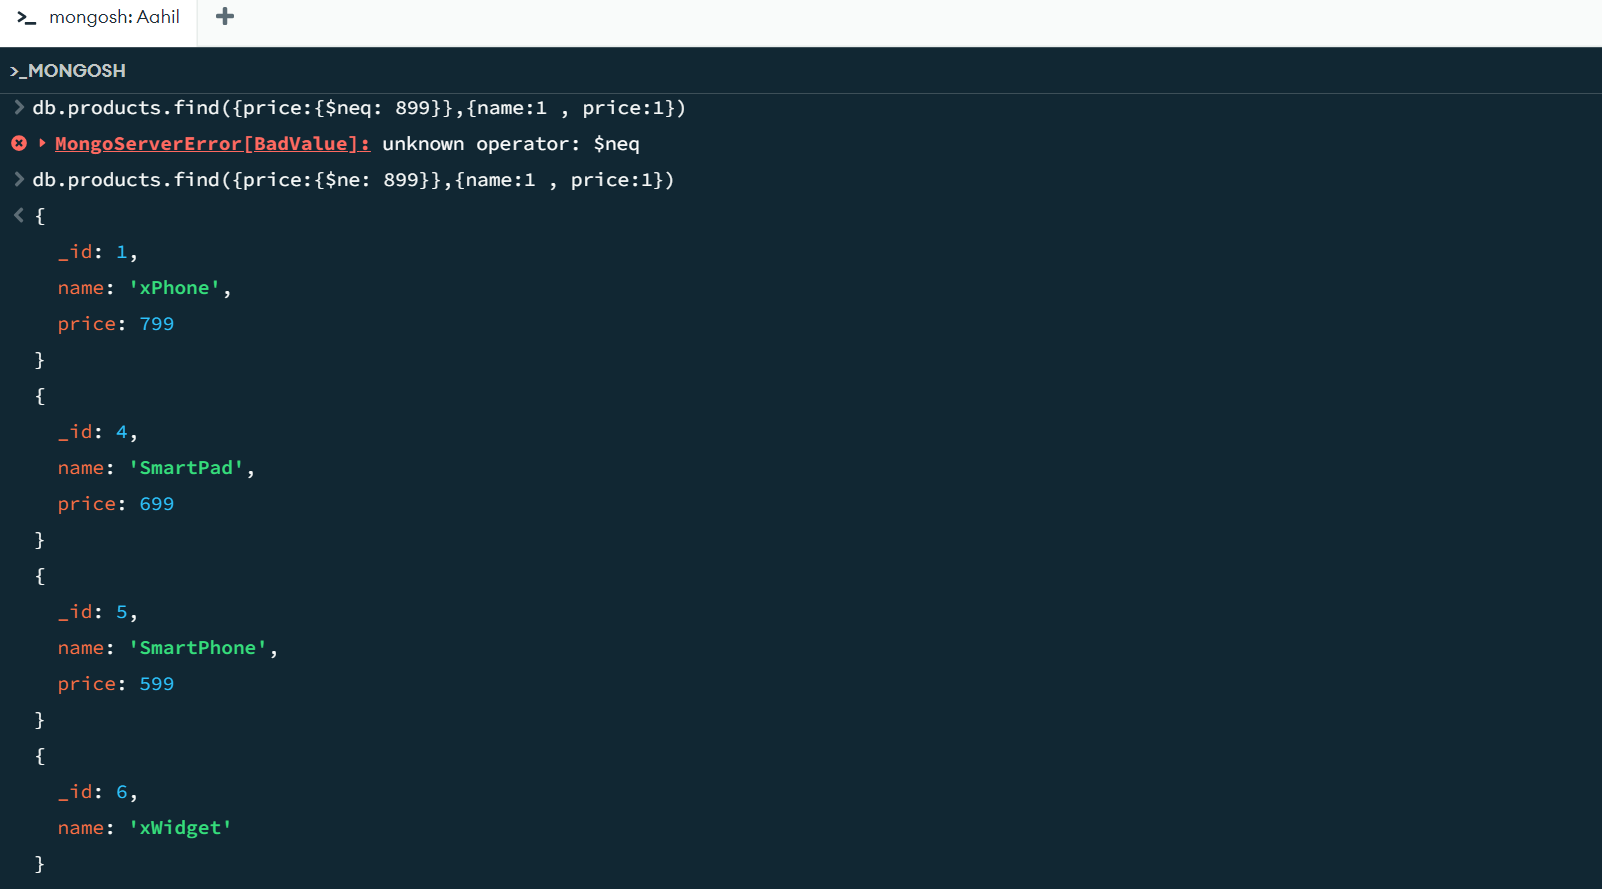 mongosh: Aahil
>_MONGOSH
db.products.find({price:{$neq: 899}},{name:1 , price:1})
MongoServerError[BadValue]: unknown operator: $neq
db.products.find({price:{$ne: 899}},{name:1 , price:1})
{
_id: 1,
name: 'xPhone',
price: 799
}
{
_id: 4,
name: 'SmartPad',
price: 699
}
{
_id: 5,
name: 'SmartPhone',
price: 599
}
{
_id: 6,
name: 'xWidget'
}